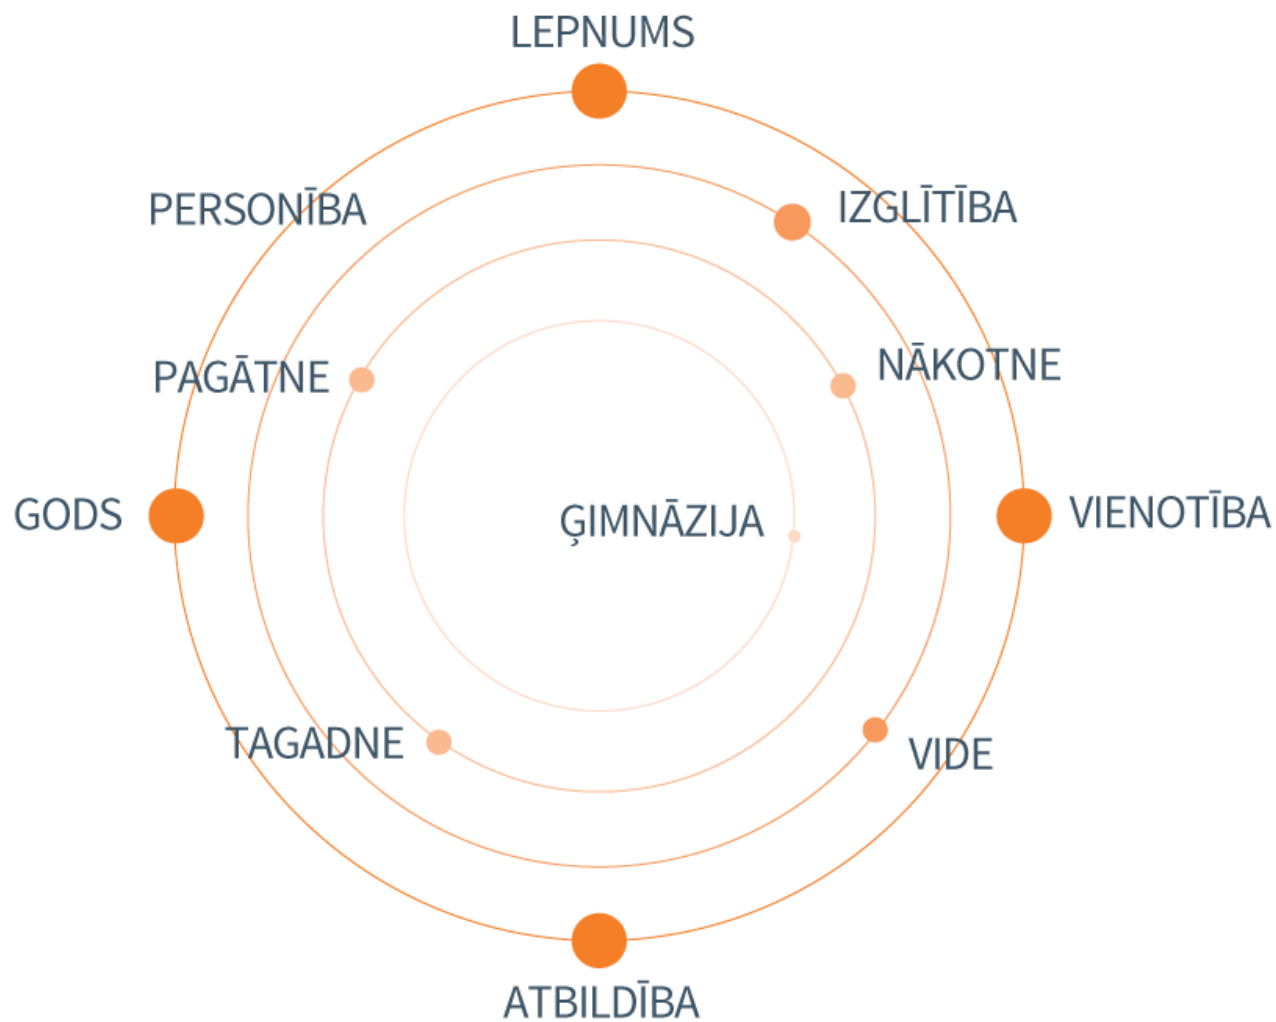 LEPNUMS
PERSONĪBA
IZGLĪTĪBA
PAGĀTNE
NĀKOTNE
GODS
ĢIMNĀZIJA
VIENOTĪBA
TAGADNE
VIDE
ATBILDĪBA